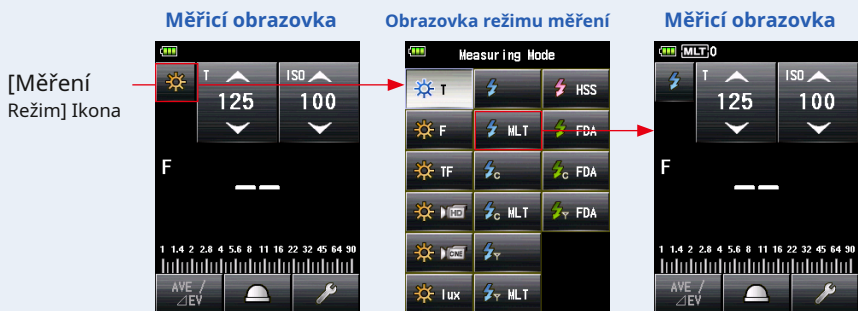 Měřicí obrazovka
Obrazovka režimu měření
Měřicí obrazovka
[Měření
Režim] Ikona
T
125
ISO
100
F
1 1.4 2 2.8 4 5.6 8 11 16 22 32 45 64 90
AVE /
⊿EV
Measuring Mode
T
HSS
F
MLT
FDA
TF
C
C FDA
HD
C MLT
Y FDA
CINE
Y
lux
Y MLT
MLT 0
T
125
ISO
100
F
1 1.4 2 2.8 4 5.6 8 11 16 22 32 45 64 90
AVE /
⊿EV